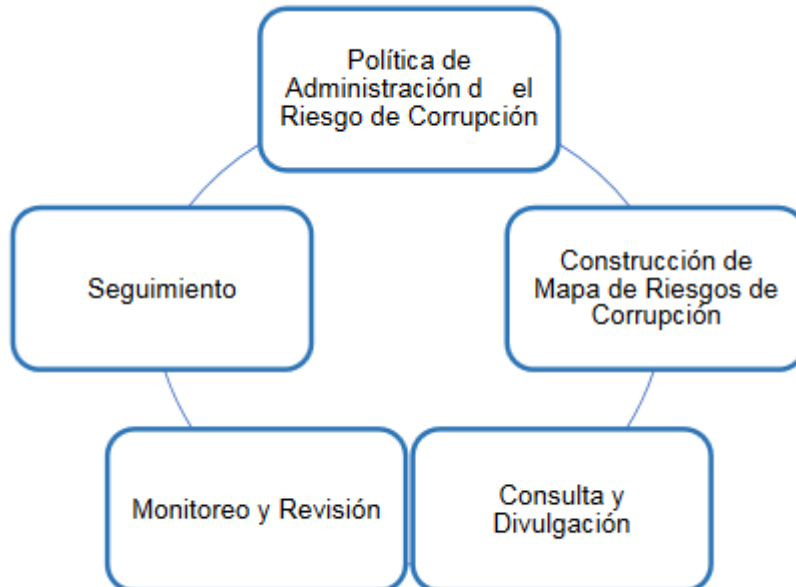 Política de
Administración d el
Riesgo de Corrupción
Construcción de
Mapa de Riesgos de
Corrupción
Consulta y
Divulgación
Monitoreo y Revisión
Seguimiento